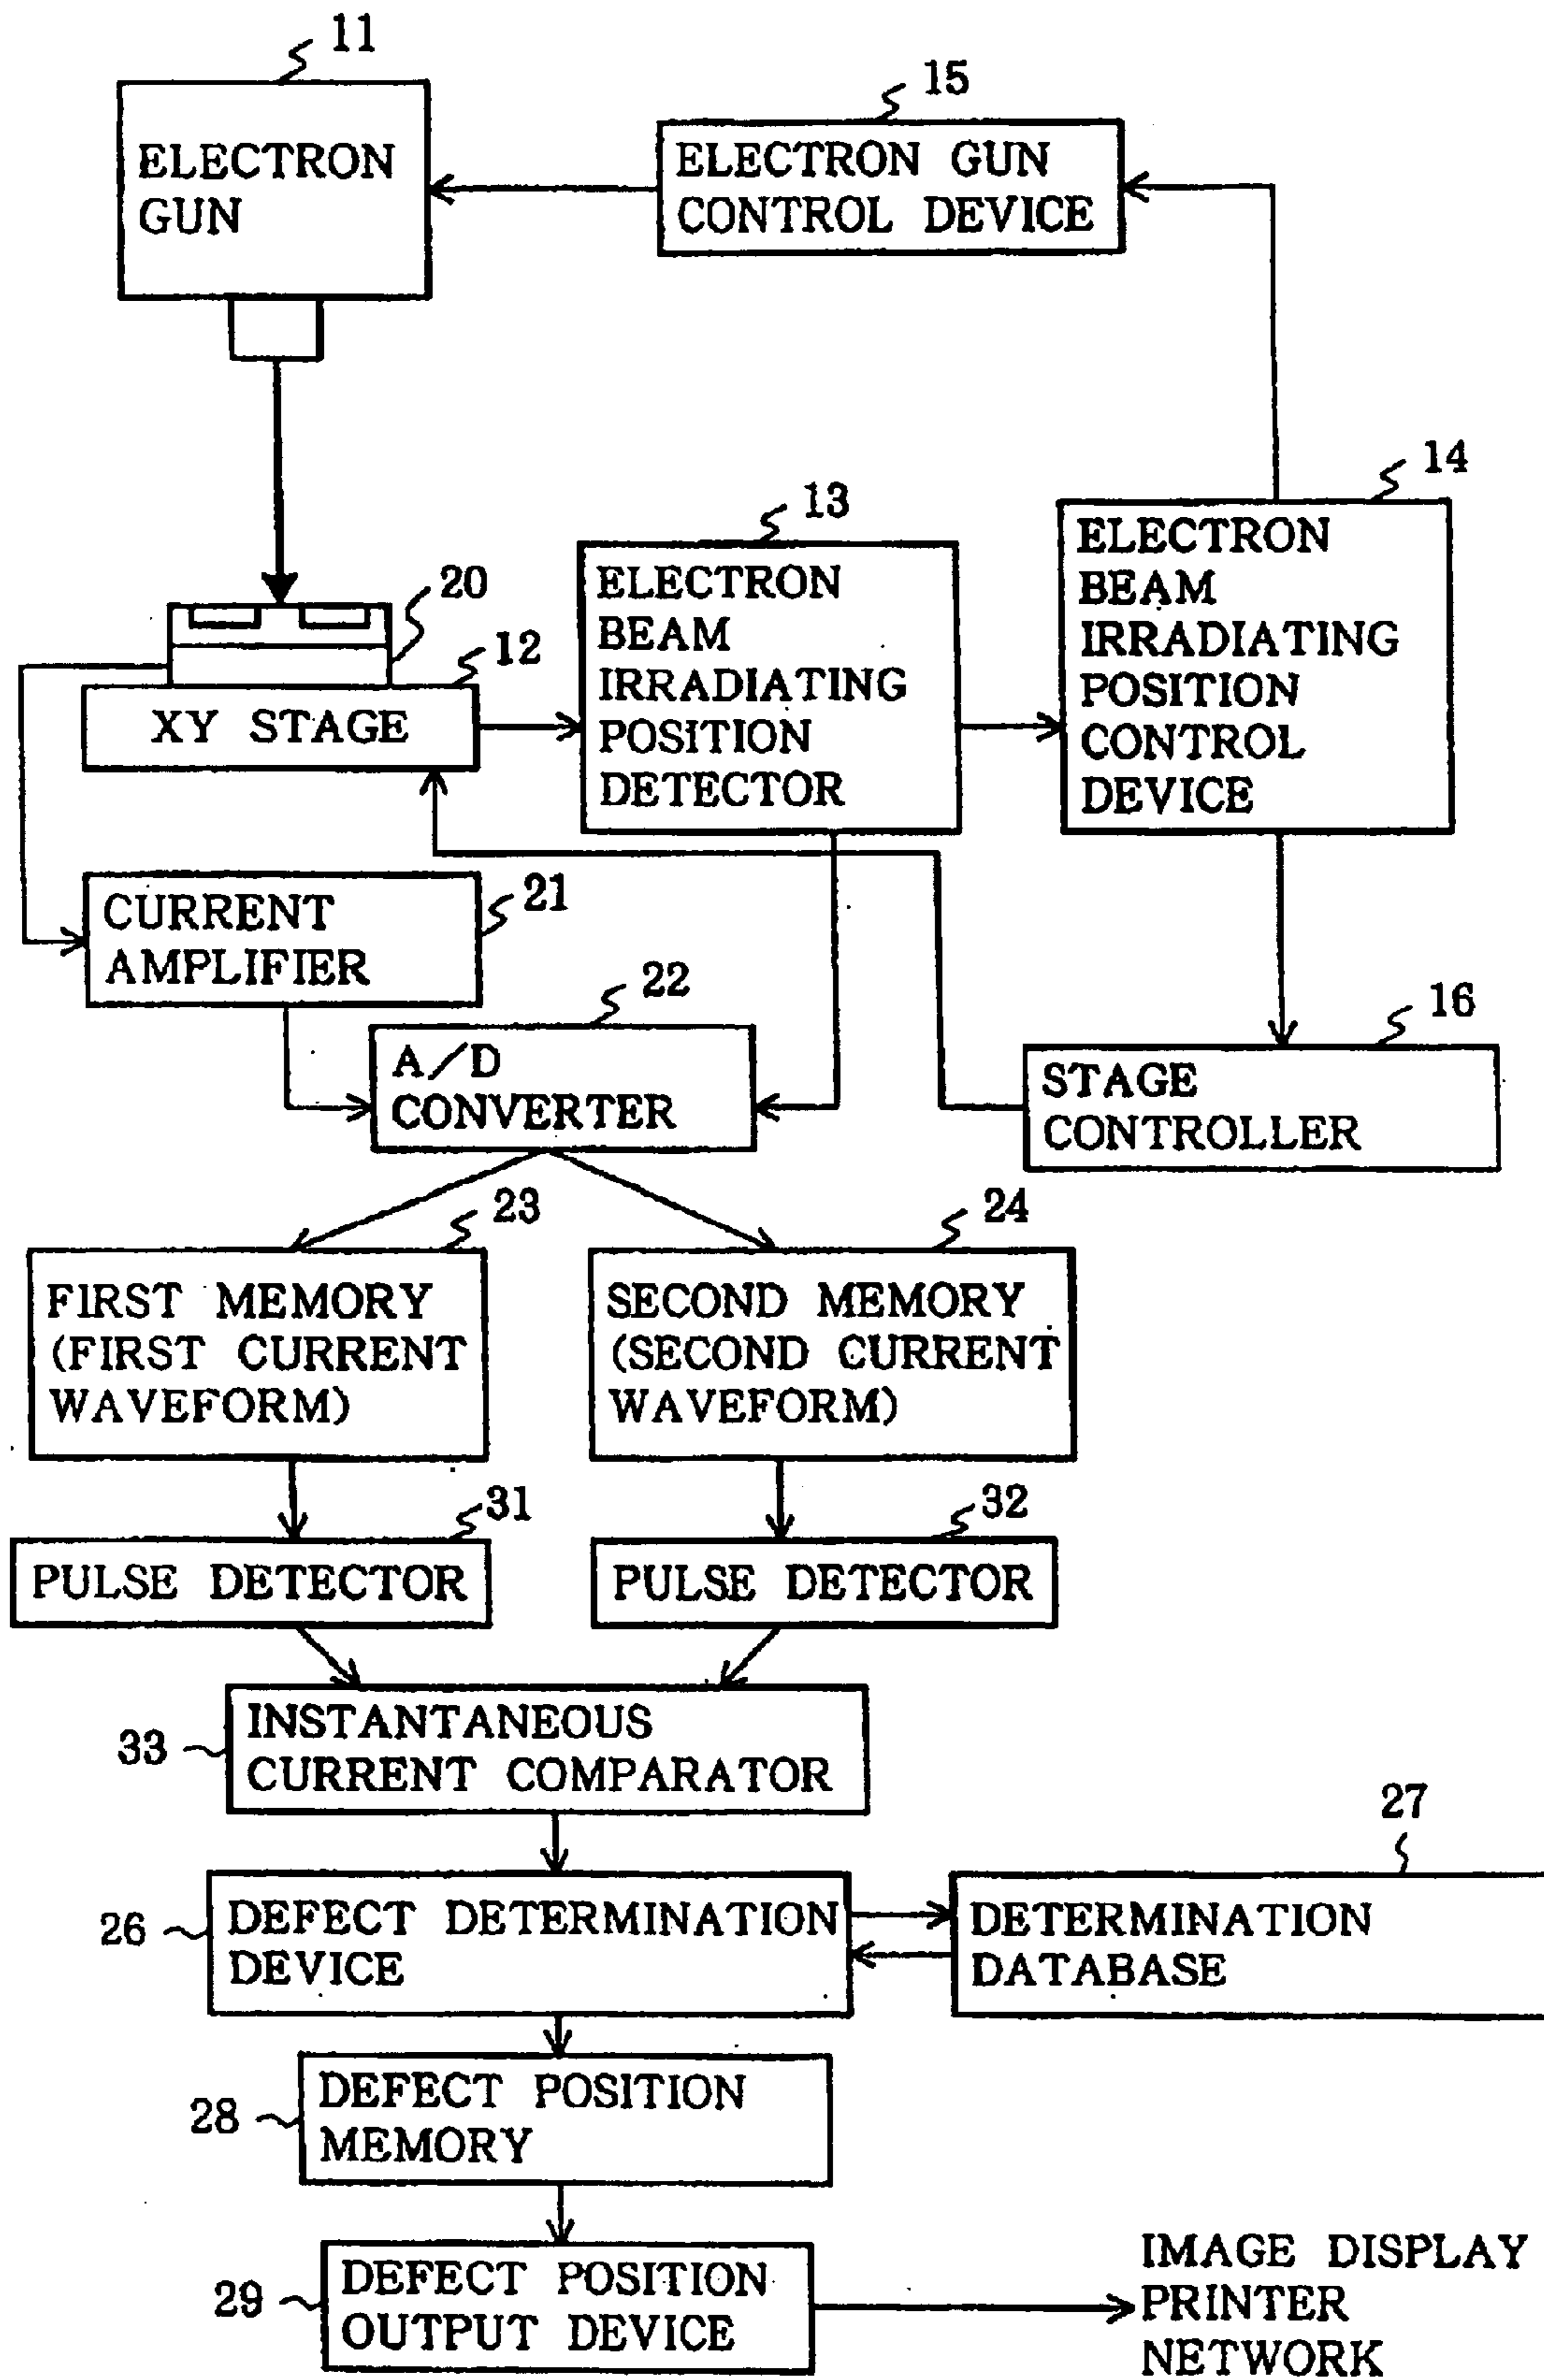 11
ELECTRON
GUN
15
ELECTRON GUN
CONTROL DEVICE
14
ELECTRON
BEAM
IRRADIATING
POSITION
CONTROL
DEVICE
13
ELECTRON
BEAM
IRRADIATING
POSITION
DETECTOR
20
12
XY STAGE
21
CURRENT
AMPLIFIER
22
A/D
CONVERTER
16
STAGE
CONTROLLER
23
FIRST MEMORY
(FIRST CURRENT
WAVEFORM)
24
SECOND MEMORY
(SECOND CURRENT
WAVEFORM)
31
PULSE DETECTOR
32
PULSE DETECTOR
33
INSTANTANEOUS
CURRENT COMPARATOR
26
DEFECT DETERMINATION
DEVICE
27
DETERMINATION
DATABASE
28
DEFECT POSITION
MEMORY
29
DEFECT POSITION
OUTPUT DEVICE
IMAGE DISPLAY
PRINTER
NETWORK